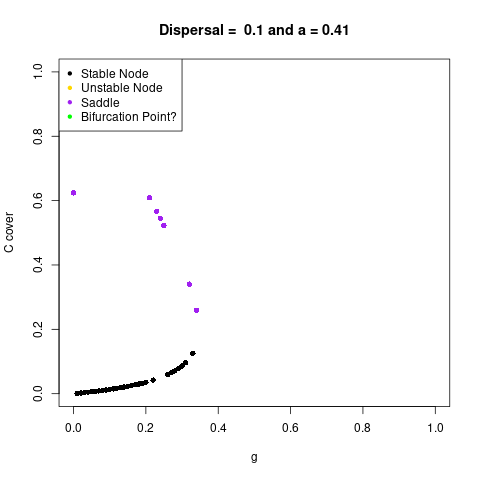 Dispersal =  0.1 and a = 0.41
Stable Node
Unstable Node
Saddle
Bifurcation Point?
C cover
1.0
0.8
0.6
0.4
0.2
0.0
0.0 0.2 0.4 0.6 0.8 1.0
g